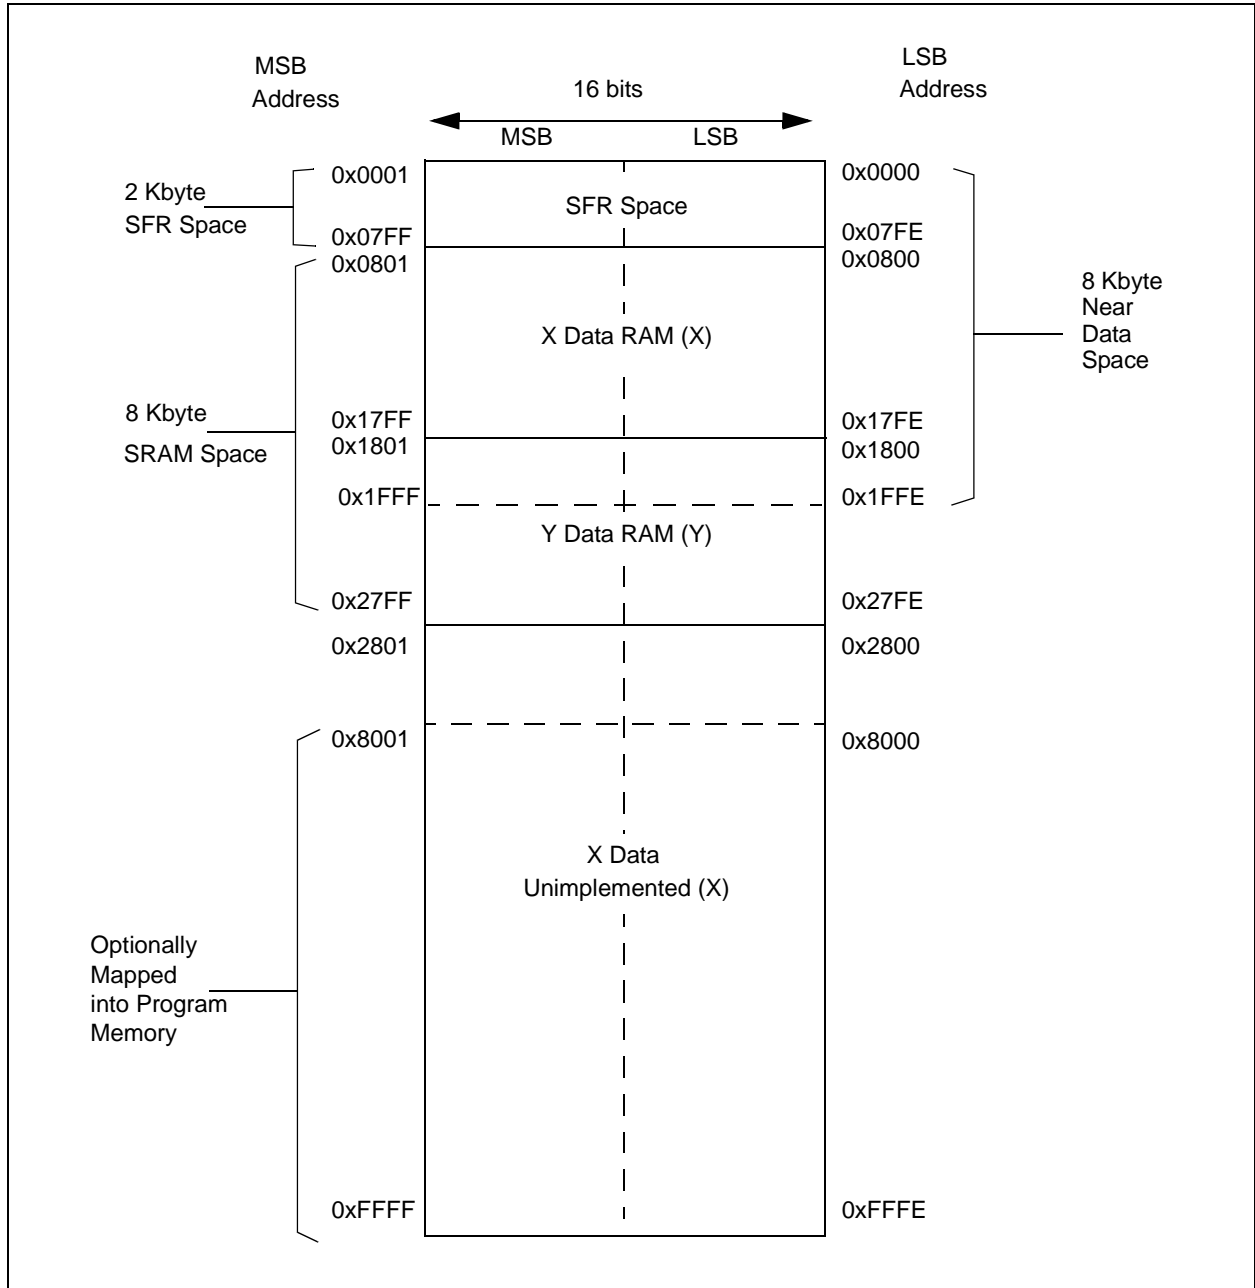 MSB
Address
LSB
Address
16 bits
MSB
LSB
0x0001
0x0000
2 Kbyte
SFR Space
SFR Space
0x07FF
0x07FE
0x0801
0x0800
8 Kbyte
Near
Data
Space
X Data RAM (X)
8 Kbyte
SRAM Space
0x17FF
0x17FE
0x1801
0x1800
0x1FFF
0x1FFE
Y Data RAM (Y)
0x27FF
0x27FE
0x2801
0x2800
0x8001
0x8000
X Data
Unimplemented (X)
Optionally
Mapped
into Program
Memory
0xFFFF
0xFFFE